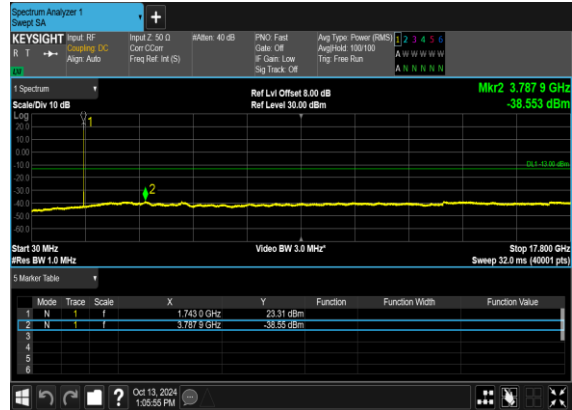 Spectrum Analyzer 1
Swept SA
+
KEYSIGHT Input: RF Input Z: 50 Ω #Atten: 40 dB PNO: Fast Avg Type: Power (RMS) 1 2 3 4 5 6
R T Coupling: DC Corr CCorr Gate: Off Avg|Hold: 100/100 A W W W W W
Align: Auto Freq Ref: Int (S) IF Gain: Low Trig: Free Run
Sig Track: Off A N N N N N
1 Spectrum Ref Lvl Offset 8.00 dB Mkr2 3.787 9 GHz
Scale/Div 10 dB Ref Level 30.00 dBm -38.553 dBm
Log
20.0
10.0
0.00
-10.0
DL1 -13.00 dBm
-20.0
-30.0
-40.0
-50.0
-60.0
1
2
Start 30 MHz Video BW 3.0 MHz* Stop 17.800 GHz
#Res BW 1.0 MHz Sweep 32.0 ms (40001 pts)
5 Marker Table
Mode Trace Scale X Y Function Function Width Function Value
1 N 1 f 1.743 0 GHz 23.31 dBm
2 N 1 f 3.787 9 GHz -38.55 dBm
3
4
5
6
? Oct 13, 2024
1:05:55 PM